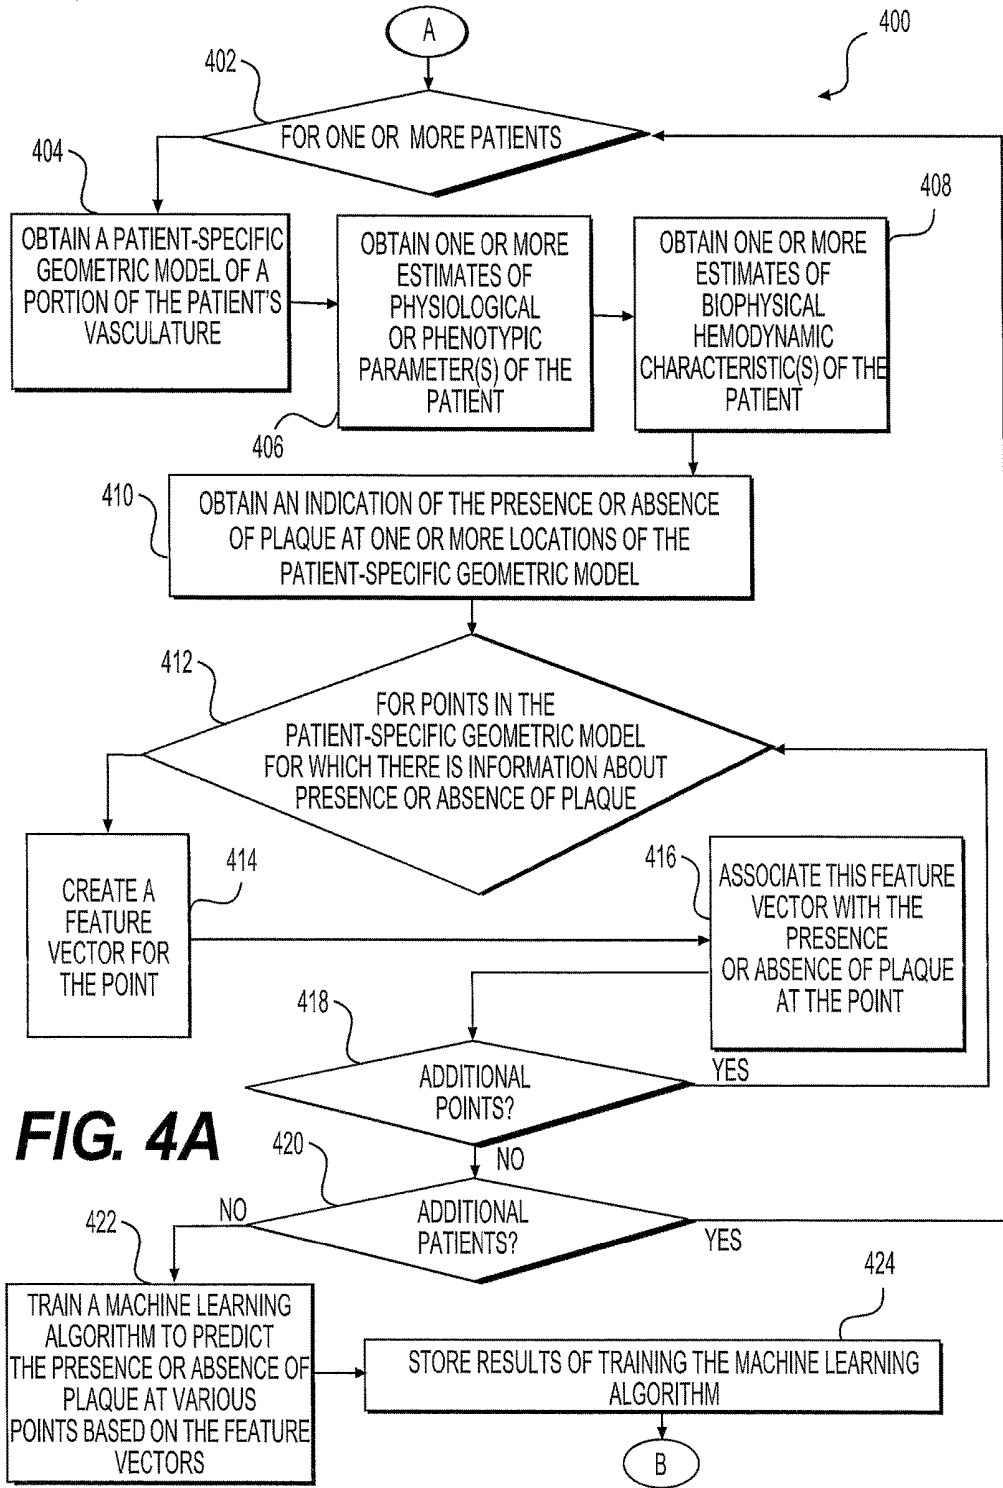 A
400
402
FOR ONE OR MORE PATIENTS
404
OBTAIN A PATIENT-SPECIFIC
GEOMETRIC MODEL OF A
PORTION OF THE PATIENT'S
VASCULATURE
OBTAIN ONE OR MORE
ESTIMATES OF
PHYSIOLOGICAL
OR PHENOTYPIC
PARAMETER(S) OF THE
PATIENT
406
408
OBTAIN ONE OR MORE
ESTIMATES OF
BIOPHYSICAL
HEMODYNAMIC
CHARACTERISTIC(S) OF THE
PATIENT
410
OBTAIN AN INDICATION OF THE PRESENCE OR ABSENCE
OF PLAQUE AT ONE OR MORE LOCATIONS OF THE
PATIENT-SPECIFIC GEOMETRIC MODEL
412
FOR POINTS IN THE
PATIENT-SPECIFIC GEOMETRIC MODEL
FOR WHICH THERE IS INFORMATION ABOUT
PRESENCE OR ABSENCE OF PLAQUE
414
CREATE A
FEATURE
VECTOR FOR
THE POINT
416
ASSOCIATE THIS FEATURE
VECTOR WITH THE
PRESENCE
OR ABSENCE OF PLAQUE
AT THE POINT
418
ADDITIONAL
POINTS?
YES
NO
FIG. 4A
420
ADDITIONAL
PATIENTS?
NO
YES
422
TRAIN A MACHINE LEARNING
ALGORITHM TO PREDICT
THE PRESENCE OR ABSENCE OF
PLAQUE AT VARIOUS
POINTS BASED ON THE FEATURE
VECTORS
424
STORE RESULTS OF TRAINING THE MACHINE LEARNING
ALGORITHM
B